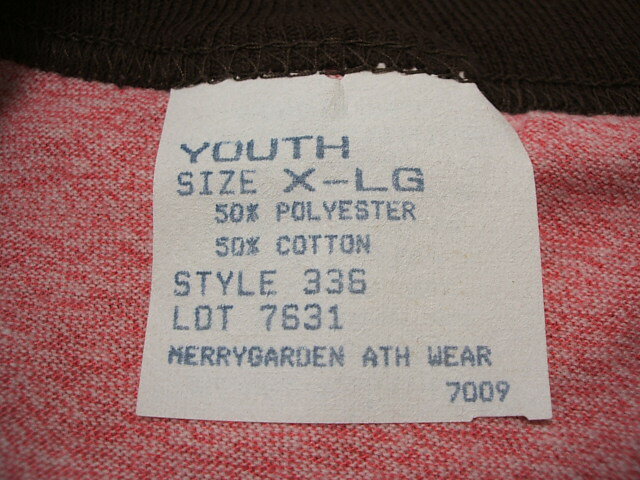 YOUTH
SIZE X-LG
50% POLYESTER
50% COTTON
STYLE 336
LOT 7631
MERRYGARDEN ATH WEAR
7009